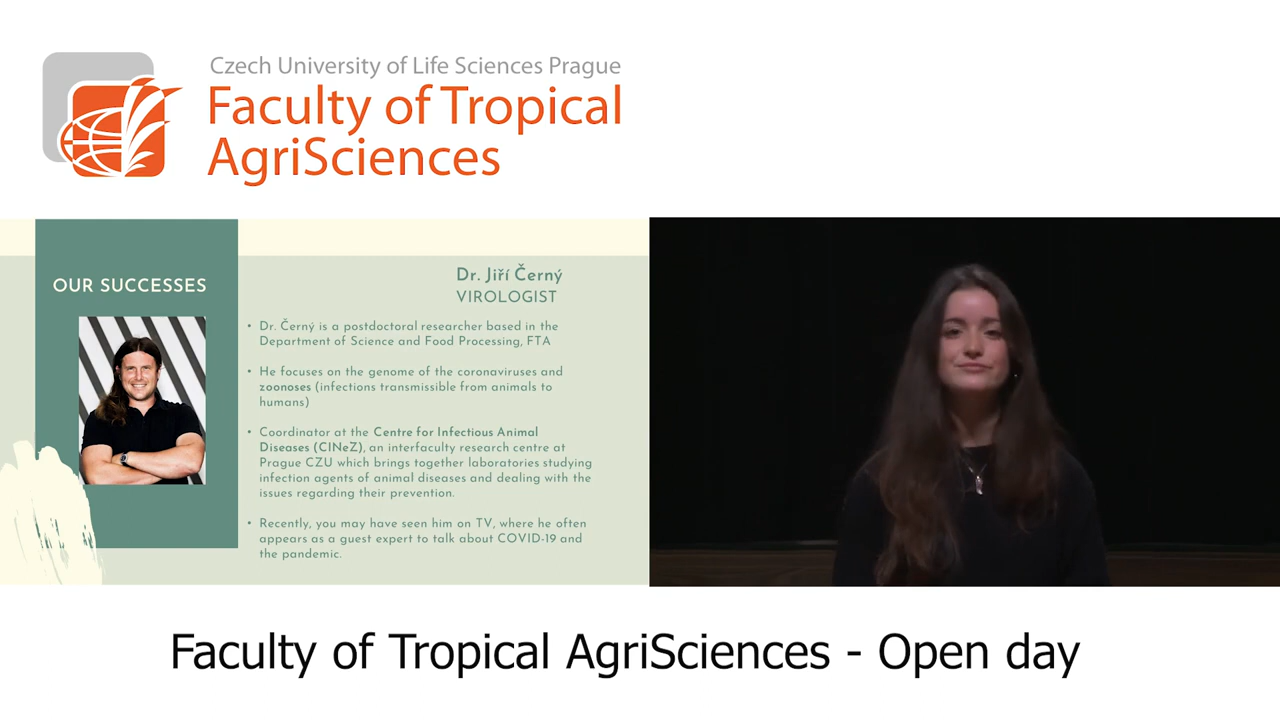 Czech University of Life Sciences Prague
Faculty of Tropical
AgriSciences
OUR SUCCESSES
Dr. Jiří Černý
VIROLOGIST
• Dr. Černý is a postdoctoral researcher based in the
Department of Science and Food Processing, FTA
• He focuses on the genome of the coronaviruses and
zoonoses (infections transmissible from animals to
humans)
• Coordinator at the Centre for Infectious Animal
Diseases (CINeZ), an interfaculty research centre at
Prague CZU which brings together laboratories studying
infection agents of animal diseases and dealing with the
issues regarding their prevention.
• Recently, you may have seen him on TV, where he often
appears as a guest expert to talk about COVID-19 and
the pandemic.
Faculty of Tropical AgriSciences - Open day